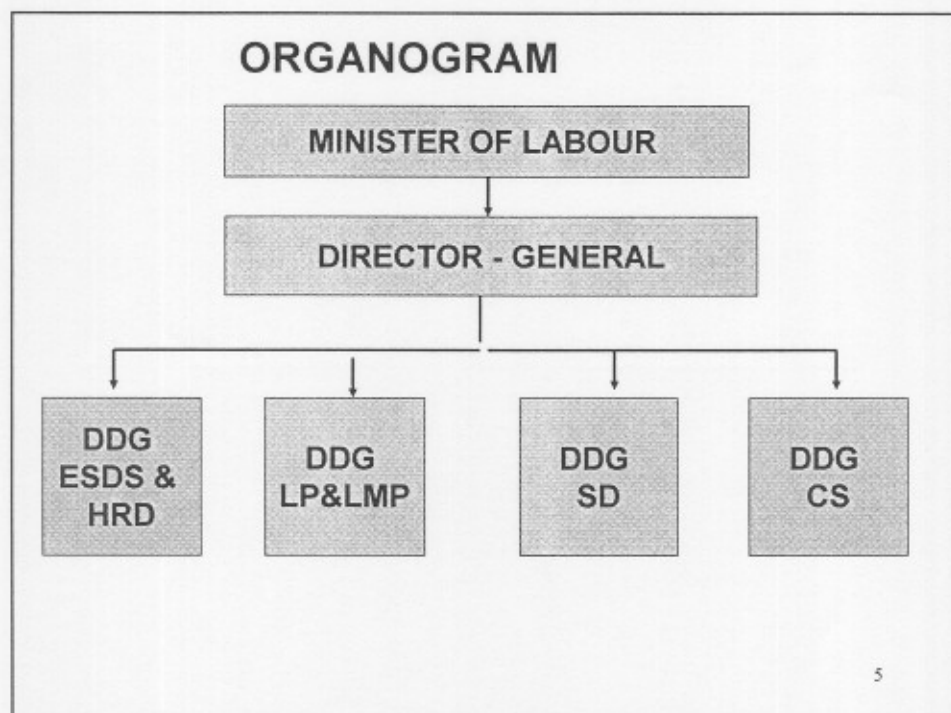 ORGANOGRAM
MINISTER OF LABOUR
DIRECTOR - GENERAL
DDG
ESDS &
HRD
DDG
LP&LMP
DDG
SD
DDG
CS
5